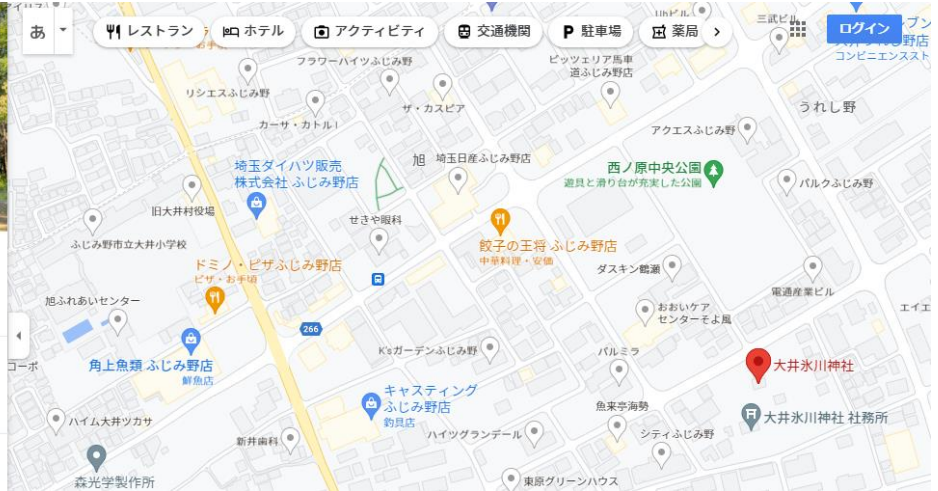 あ
レストラン
ホテル
アクティビティ
交通機関
P 駐車場
薬局
三武ビル
ログイン
コンビニエンススト
リシエスふじみ野
フラワーハイツふじみ野
ザ・カスピア
カーサ・カトルI
ピッツェリア馬車
道ふじみ野店
うれし野
アクエスふじみ野
埼玉ダイハツ販売
株式会社 ふじみ野店
旭
埼玉日産ふじみ野店
西ノ原中央公園
遊具と滑り台が充実した公園
パルクふじみ野
旧大井村役場
せきや眼科
ふじみ野市立大井小学校
餃子の王将 ふじみ野店
中華料理・安価
ドミノ・ピザふじみ野店
ピザ・お手頃
ダスキン鶴瀬
電通産業ビル
旭ふれあいセンター
おおいケア
センターそよ風
エイエ
266
K'sガーデンふじみ野
パルミラ
コーポ
角上魚類 ふじみ野店
鮮魚店
大井氷川神社
キャスティング
ふじみ野店
釣具店
魚来亭海勢
大井氷川神社 社務所
ハイム大井ツカサ
新井歯科
ハイツグランデール
シティふじみ野
森光学製作所
東原グリーンハウス